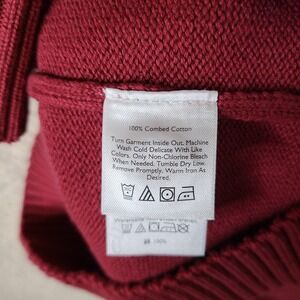 100% Combed Cotton
Turn Garment Inside Out. Machine
Wash Cold Delicate With Like
Colors. Only Non-Chlorine Bleach
When Needed. Tumble Dry Low.
Remove Promptly. Warm Iron As
Desired.
100%